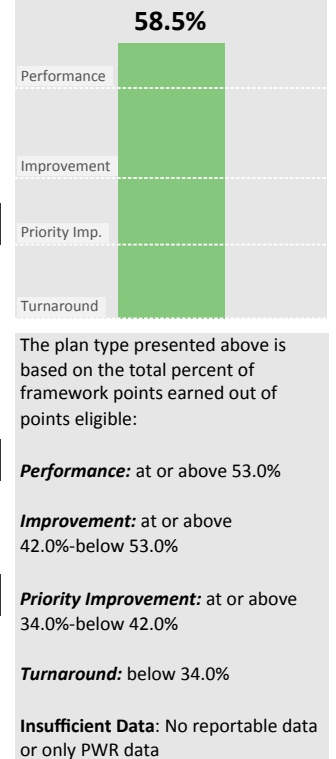 58.5%
Performance
Improvement
Priority Imp.
Turnaround
The plan type presented above is
based on the total percent of
framework points earned out of
points eligible:
Performance: at or above 53.0%
Improvement: at or above
42.0%-below 53.0%
Priority Improvement: at or above
34.0%-below 42.0%
Turnaround: below 34.0%
Insufficient Data: No reportable data
or only PWR data